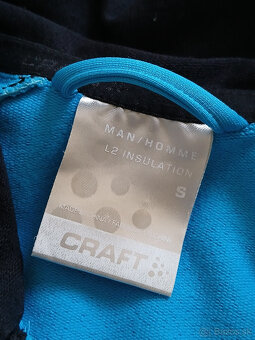 MAN/HOMME
L2 INSULATION
S
CRAFT